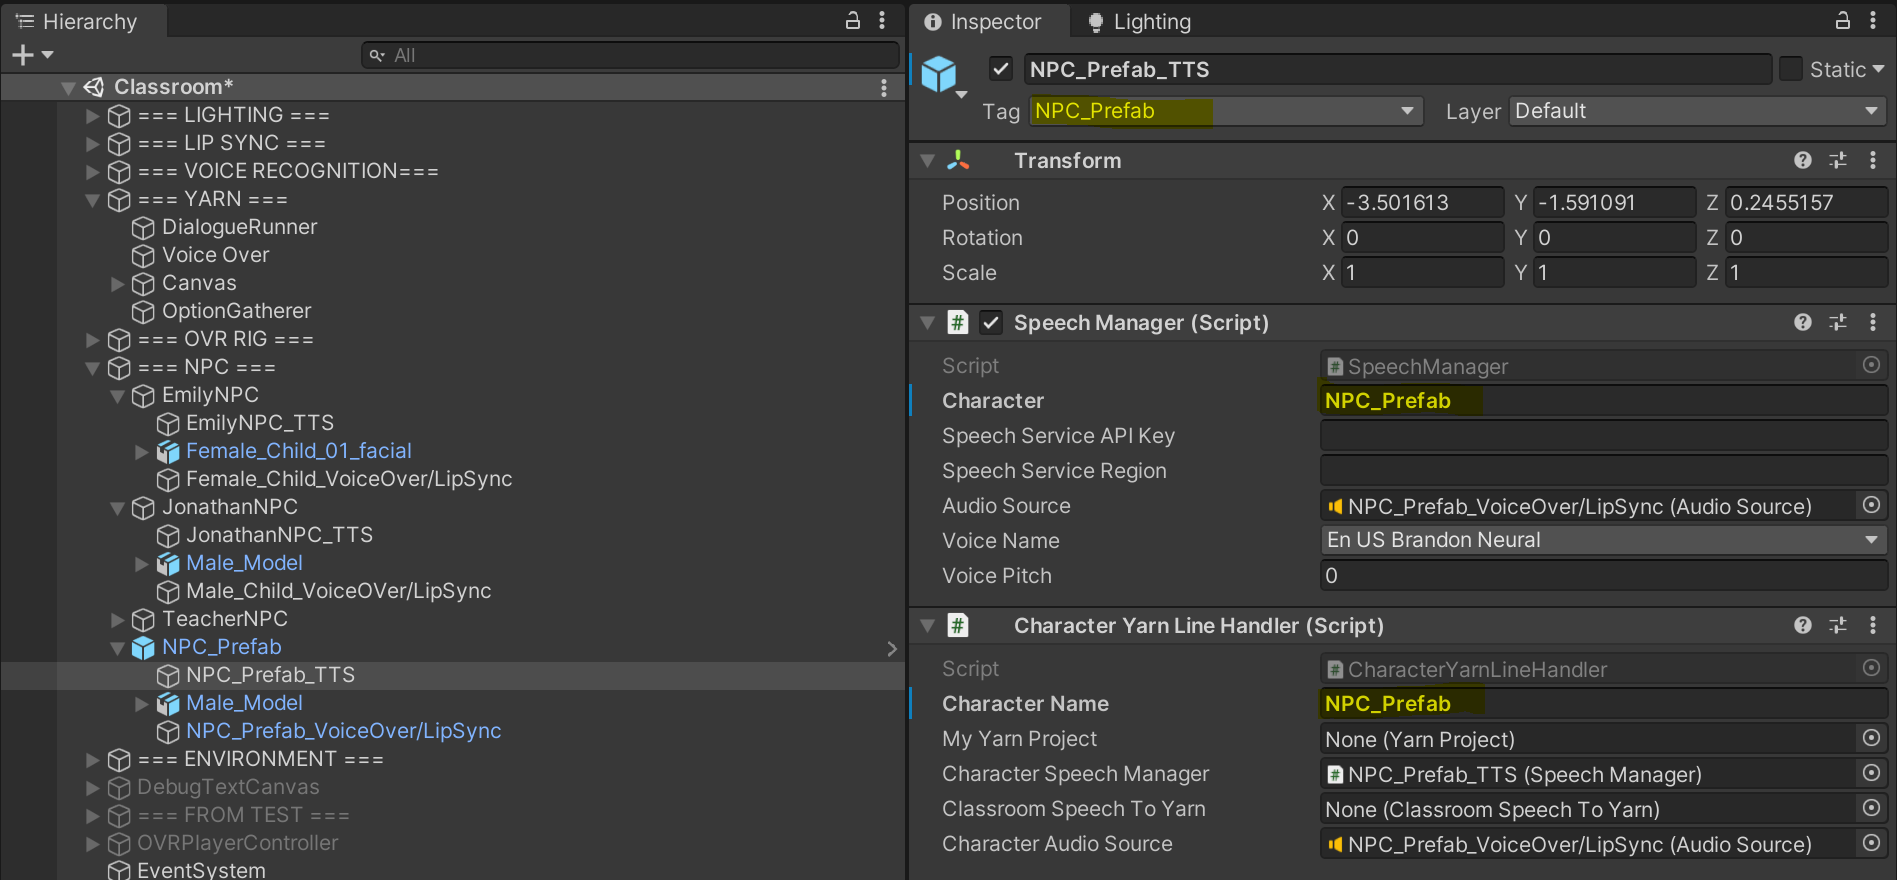 Hierarchy
All
Classroom*
=== LIGHTING ===
=== LIP SYNC ===
=== VOICE RECOGNITION===
=== YARN ===
DialogueRunner
Voice Over
Canvas
OptionGatherer
=== OVR RIG ===
=== NPC ===
EmilyNPC
EmilyNPC_TTS
Female_Child_01_facial
Female_Child_VoiceOver/LipSync
JonathanNPC
JonathanNPC_TTS
Male_Model
Male_Child_VoiceOVer/LipSync
TeacherNPC
NPC_Prefab
NPC_Prefab_TTS
Male_Model
NPC_Prefab_VoiceOver/LipSync
=== ENVIRONMENT ===
DebugTextCanvas
=== FROM TEST ===
OVRPlayerController
EventSystem
Inspector Lighting
NPC_Prefab_TTS Static
Tag NPC_Prefab Layer Default
Transform
Position X -3.501613 Y -1.591091 Z 0.2455157
Rotation X 0 Y 0 Z 0
Scale X 1 Y 1 Z 1
# Speech Manager (Script)
Script # SpeechManager
Character NPC_Prefab
Speech Service API Key
Speech Service Region
Audio Source NPC_Prefab_VoiceOver/LipSync (Audio Source)
Voice Name En US Brandon Neural
Voice Pitch 0
# Character Yarn Line Handler (Script)
Script # CharacterYarnLineHandler
Character Name NPC_Prefab
My Yarn Project None (Yarn Project)
Character Speech Manager # NPC_Prefab_TTS (Speech Manager)
Classroom Speech To Yarn None (Classroom Speech To Yarn)
Character Audio Source NPC_Prefab_VoiceOver/LipSync (Audio Source)